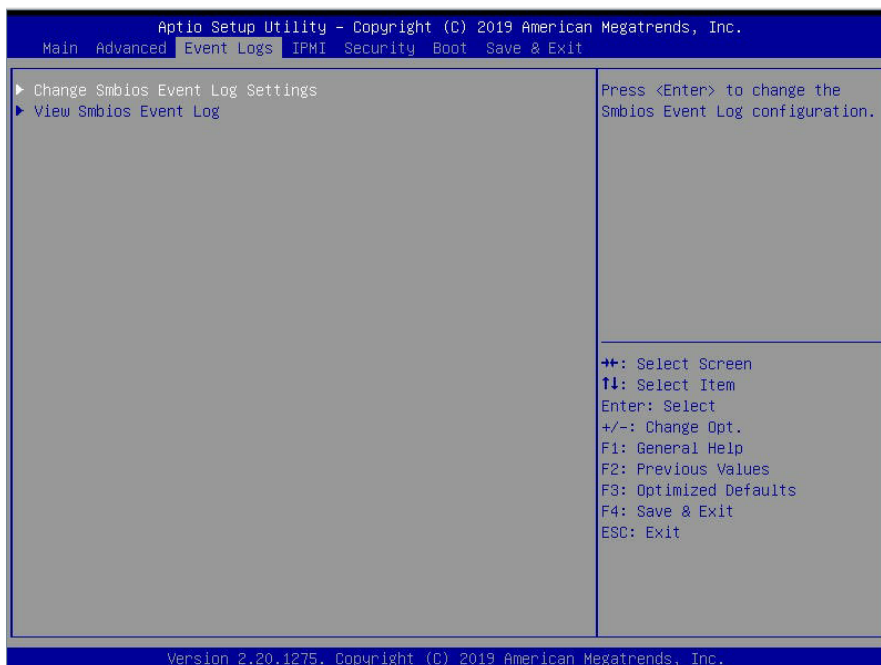 Aptio Setup Utility – Copyright (C) 2019 American Megatrends, Inc.
Main Advanced Event Logs IPMI Security Boot Save & Exit
Change Smbios Event Log Settings
View Smbios Event Log
Press <Enter> to change the
Smbios Event Log configuration.
→←: Select Screen
↑↓: Select Item
Enter: Select
+/-: Change Opt.
F1: General Help
F2: Previous Values
F3: Optimized Defaults
F4: Save & Exit
ESC: Exit
Version 2.20.1275. Copyright (C) 2019 American Megatrends, Inc.